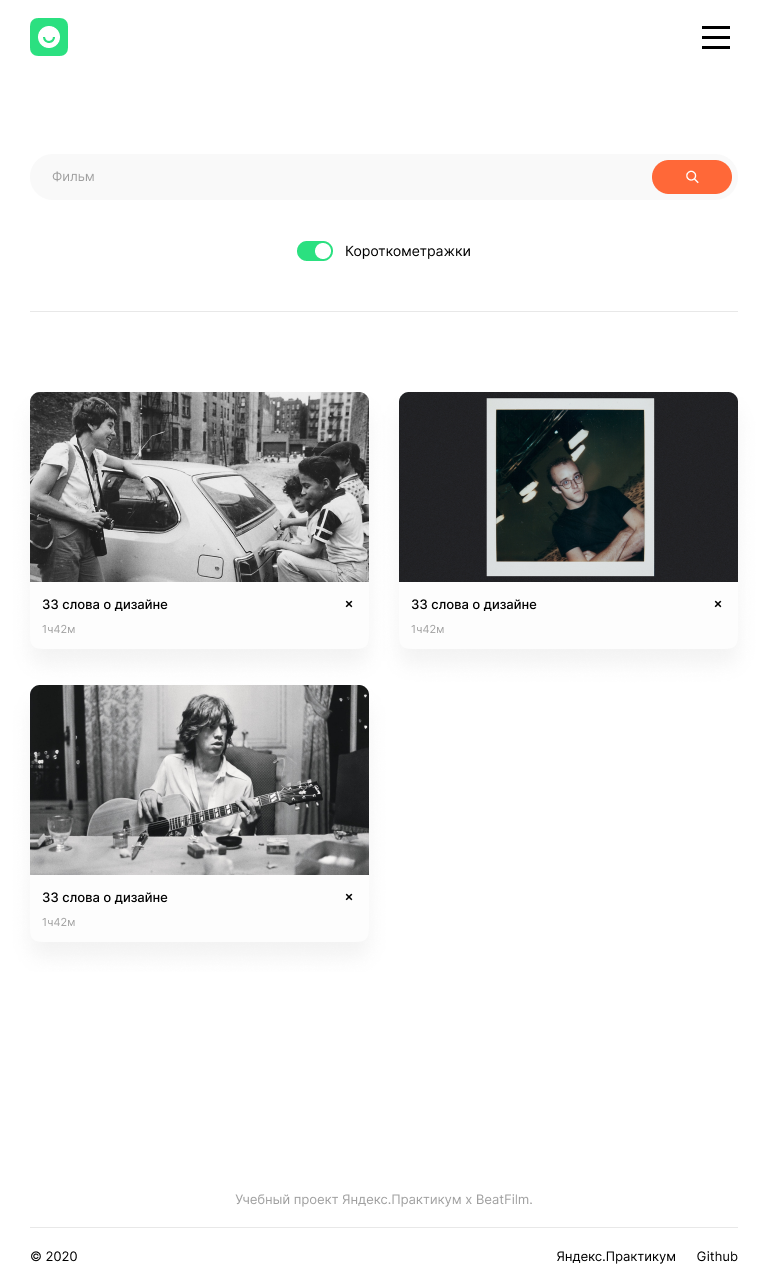 Фильм
Короткометражки
33 слова о дизайне
1ч42м
33 слова о дизайне
1ч42м
33 слова о дизайне
1ч42м
Учебный проект Яндекс.Практикум х BeatFilm.
© 2020
Яндекс.Практикум
Github